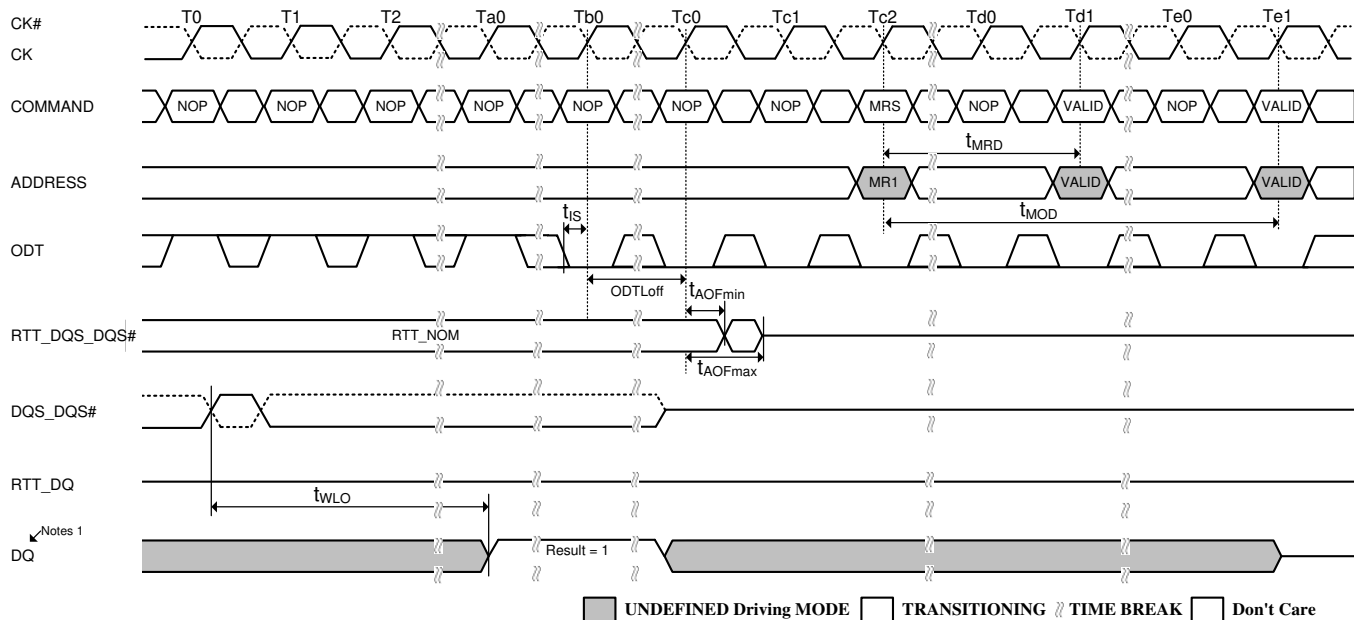 T0 T1 T2 Ta0 Tb0 Tc0 Tc1 Tc2 Td0 Td1 Te0 Te1
CK#
CK
COMMAND NOP NOP NOP NOP NOP NOP NOP MRS NOP VALID NOP VALID
tMRD
ADDRESS MR1 VALID VALID
tIS tMOD
ODT
ODTLoff tAOFmin
RTT_DQS_DQS# RTT_NOM
tAOFmax
DQS_DQS#
RTT_DQ
tWLO
Notes 1
DQ Result = 1
UNDEFINED Driving MODE TRANSITIONING TIME BREAK Don't Care